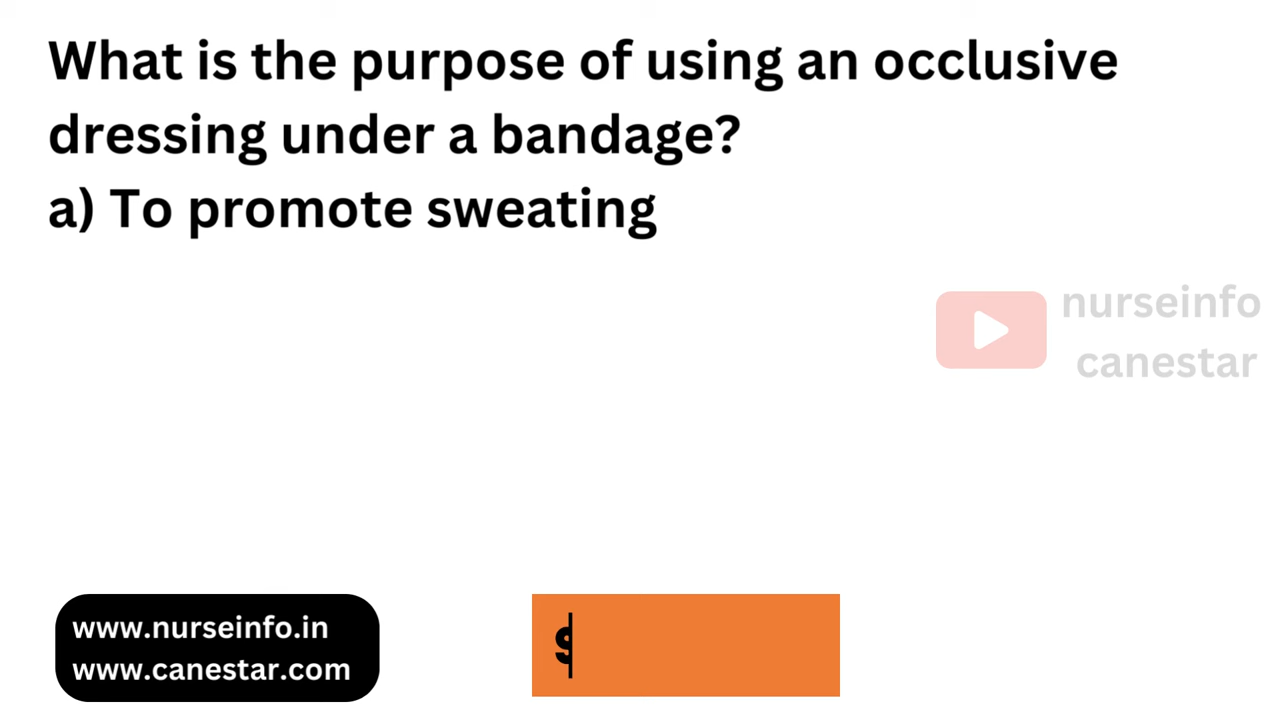 What is the purpose of using an occlusive
dressing under a bandage?
a) To promote sweating
nurseinfo
canestar
www.nurseinfo.in
www.canestar.com